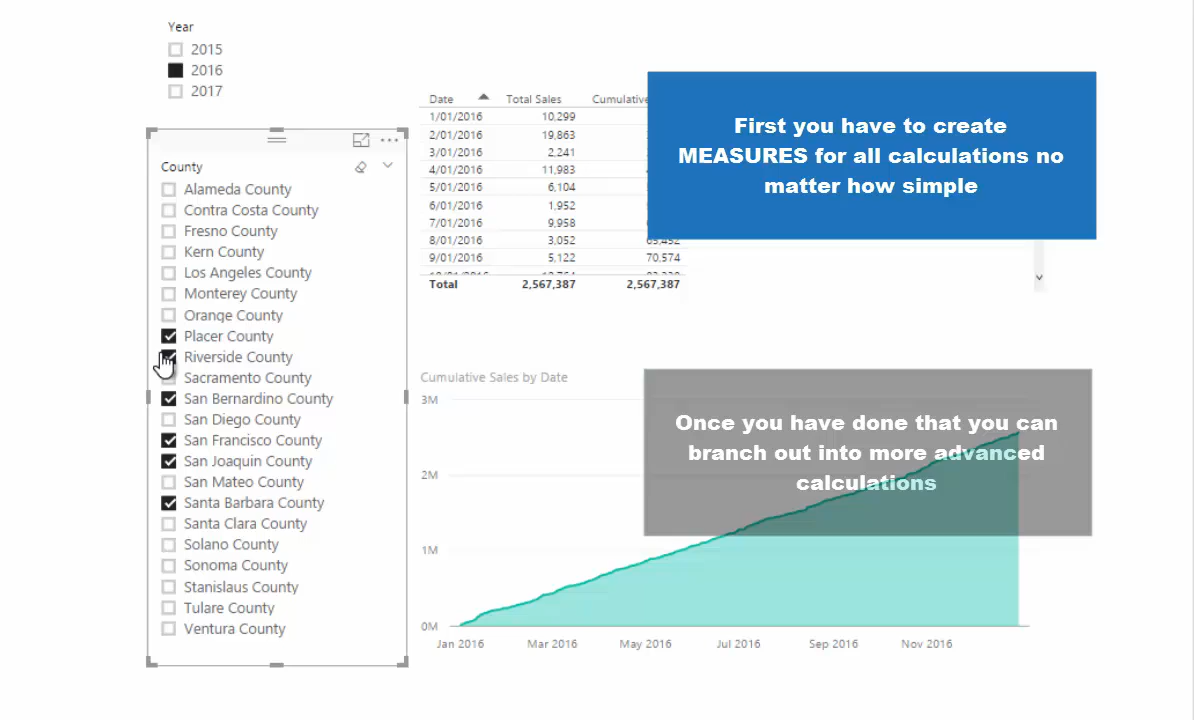 Year
2015
2016
2017
County
Alameda County
Contra Costa County
Fresno County
Kern County
Los Angeles County
Monterey County
Orange County
Placer County
Riverside County
Sacramento County
San Bernardino County
San Diego County
San Francisco County
San Joaquin County
San Mateo County
Santa Barbara County
Santa Clara County
Solano County
Sonoma County
Stanislaus County
Tulare County
Ventura County
Date Total Sales Cumulative
1/01/2016 10,299
2/01/2016 19,863
3/01/2016 2,241
4/01/2016 11,983
5/01/2016 6,104
6/01/2016 1,952
7/01/2016 9,958
8/01/2016 3,052
9/01/2016 5,122 70,574
Total 2,567,387 2,567,387
First you have to create
MEASURES for all calculations no
matter how simple
Cumulative Sales by Date
3M
2M
1M
0M
Jan 2016 Mar 2016 May 2016 Jul 2016 Sep 2016 Nov 2016
Once you have done that you can
branch out into more advanced
calculations